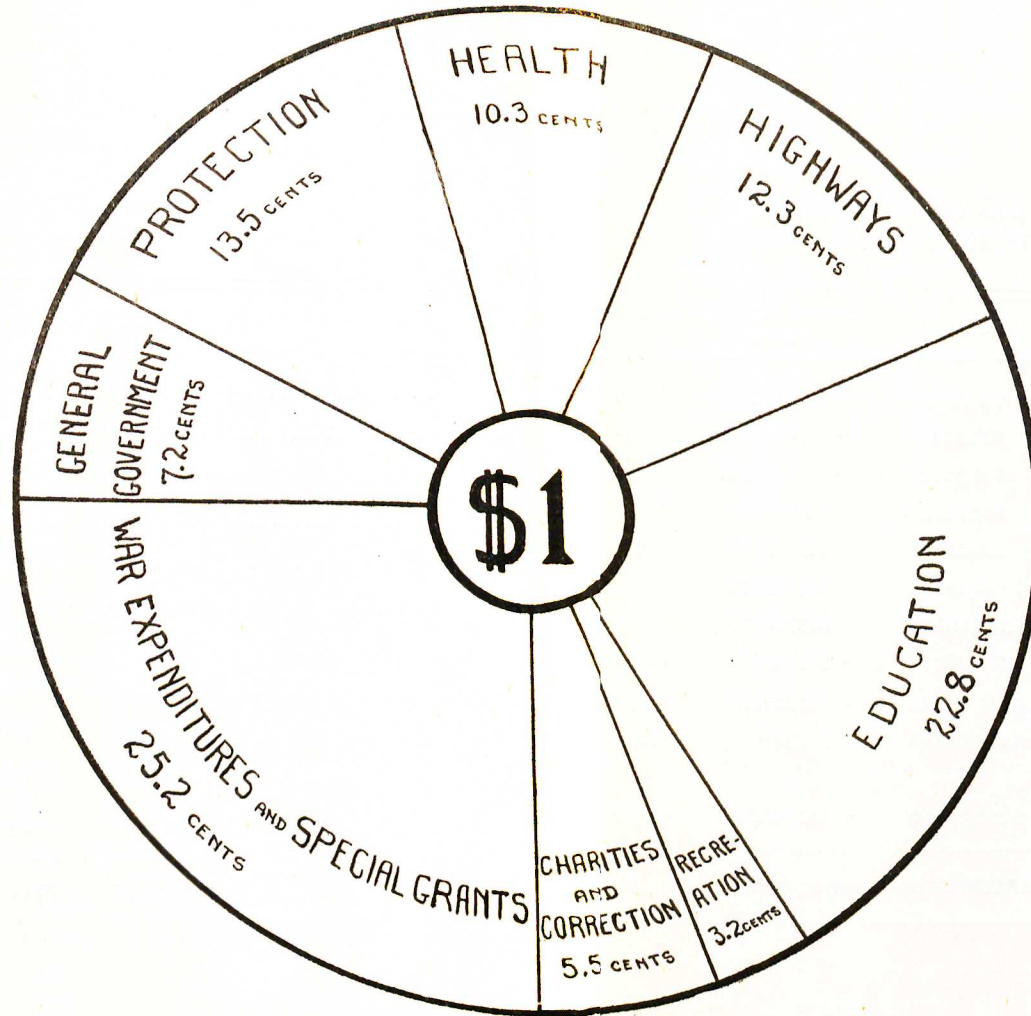 HEALTH
10.3 CENTS
HIGHWAYS
12.3 CENTS
EDUCATION
22.8 CENTS
RECRE-
ATION
3.2 CENTS
CHARITIES
AND
CORRECTION
5.5 CENTS
WAR EXPENDITURES AND SPECIAL GRANTS
25.2 CENTS
GENERAL
GOVERNMENT
7.2 CENTS
PROTECTION
13.5 CENTS
$1